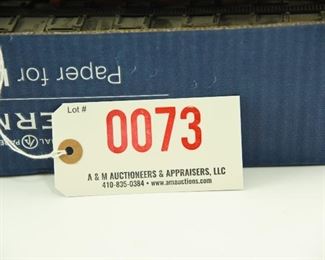 Paper for
ERN
Lot #
0073
A & M AUCTIONEERS & APPRAISERS, LLC
410-835-0384 • www.amauctions.com